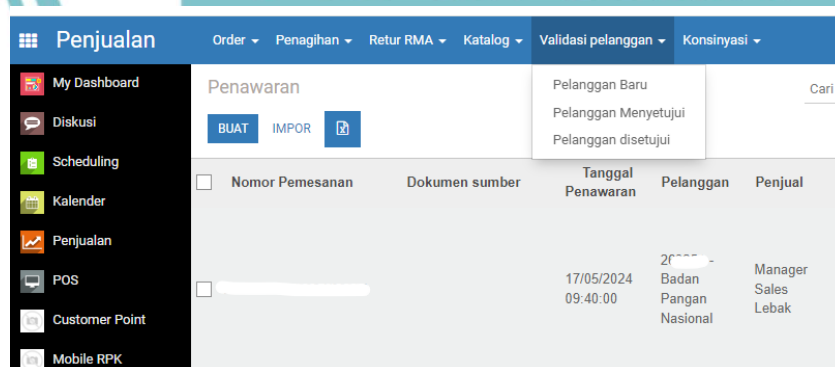 Penjualan
Order Penagihan Retur RMA Katalog Validasi pelanggan Konsinyasi
My Dashboard
Diskusi
Scheduling
Kalender
Penjualan
POS
Customer Point
Mobile RPK
Penawaran
Cari
BUAT IMPOR
Pelanggan Baru
Pelanggan Menyetujui
Pelanggan disetujui
Nomor Pemesanan Dokumen sumber Tanggal Penawaran Pelanggan Penjual
17/05/2024
09:40:00
-
Badan
Pangan
Nasional
Manager
Sales
Lebak